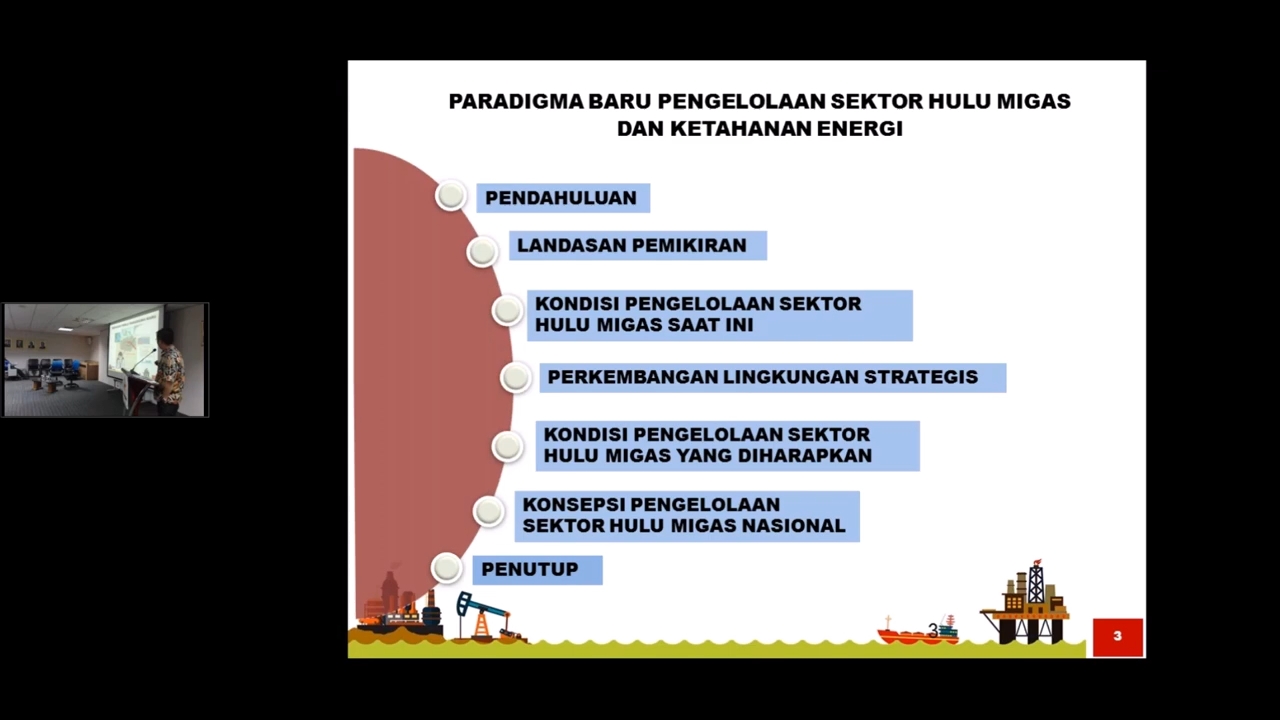 PARADIGMA BARU PENGELOLAAN SEKTOR HULU MIGAS
DAN KETAHANAN ENERGI
PENDAHULUAN
LANDASAN PEMIKIRAN
KONDISI PENGELOLAAN SEKTOR
HULU MIGAS SAAT INI
PERKEMBANGAN LINGKUNGAN STRATEGIS
KONDISI PENGELOLAAN SEKTOR
HULU MIGAS YANG DIHARAPKAN
KONSEPSI PENGELOLAAN
SEKTOR HULU MIGAS NASIONAL
PENUTUP
3
3